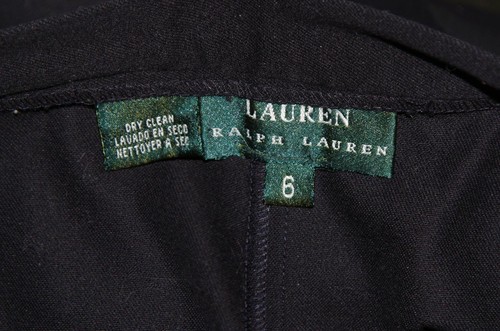 DRY CLEAN
LAVADO EN SECO
NETTOYER A SEC
LAUREN
RALPH LAUREN
6